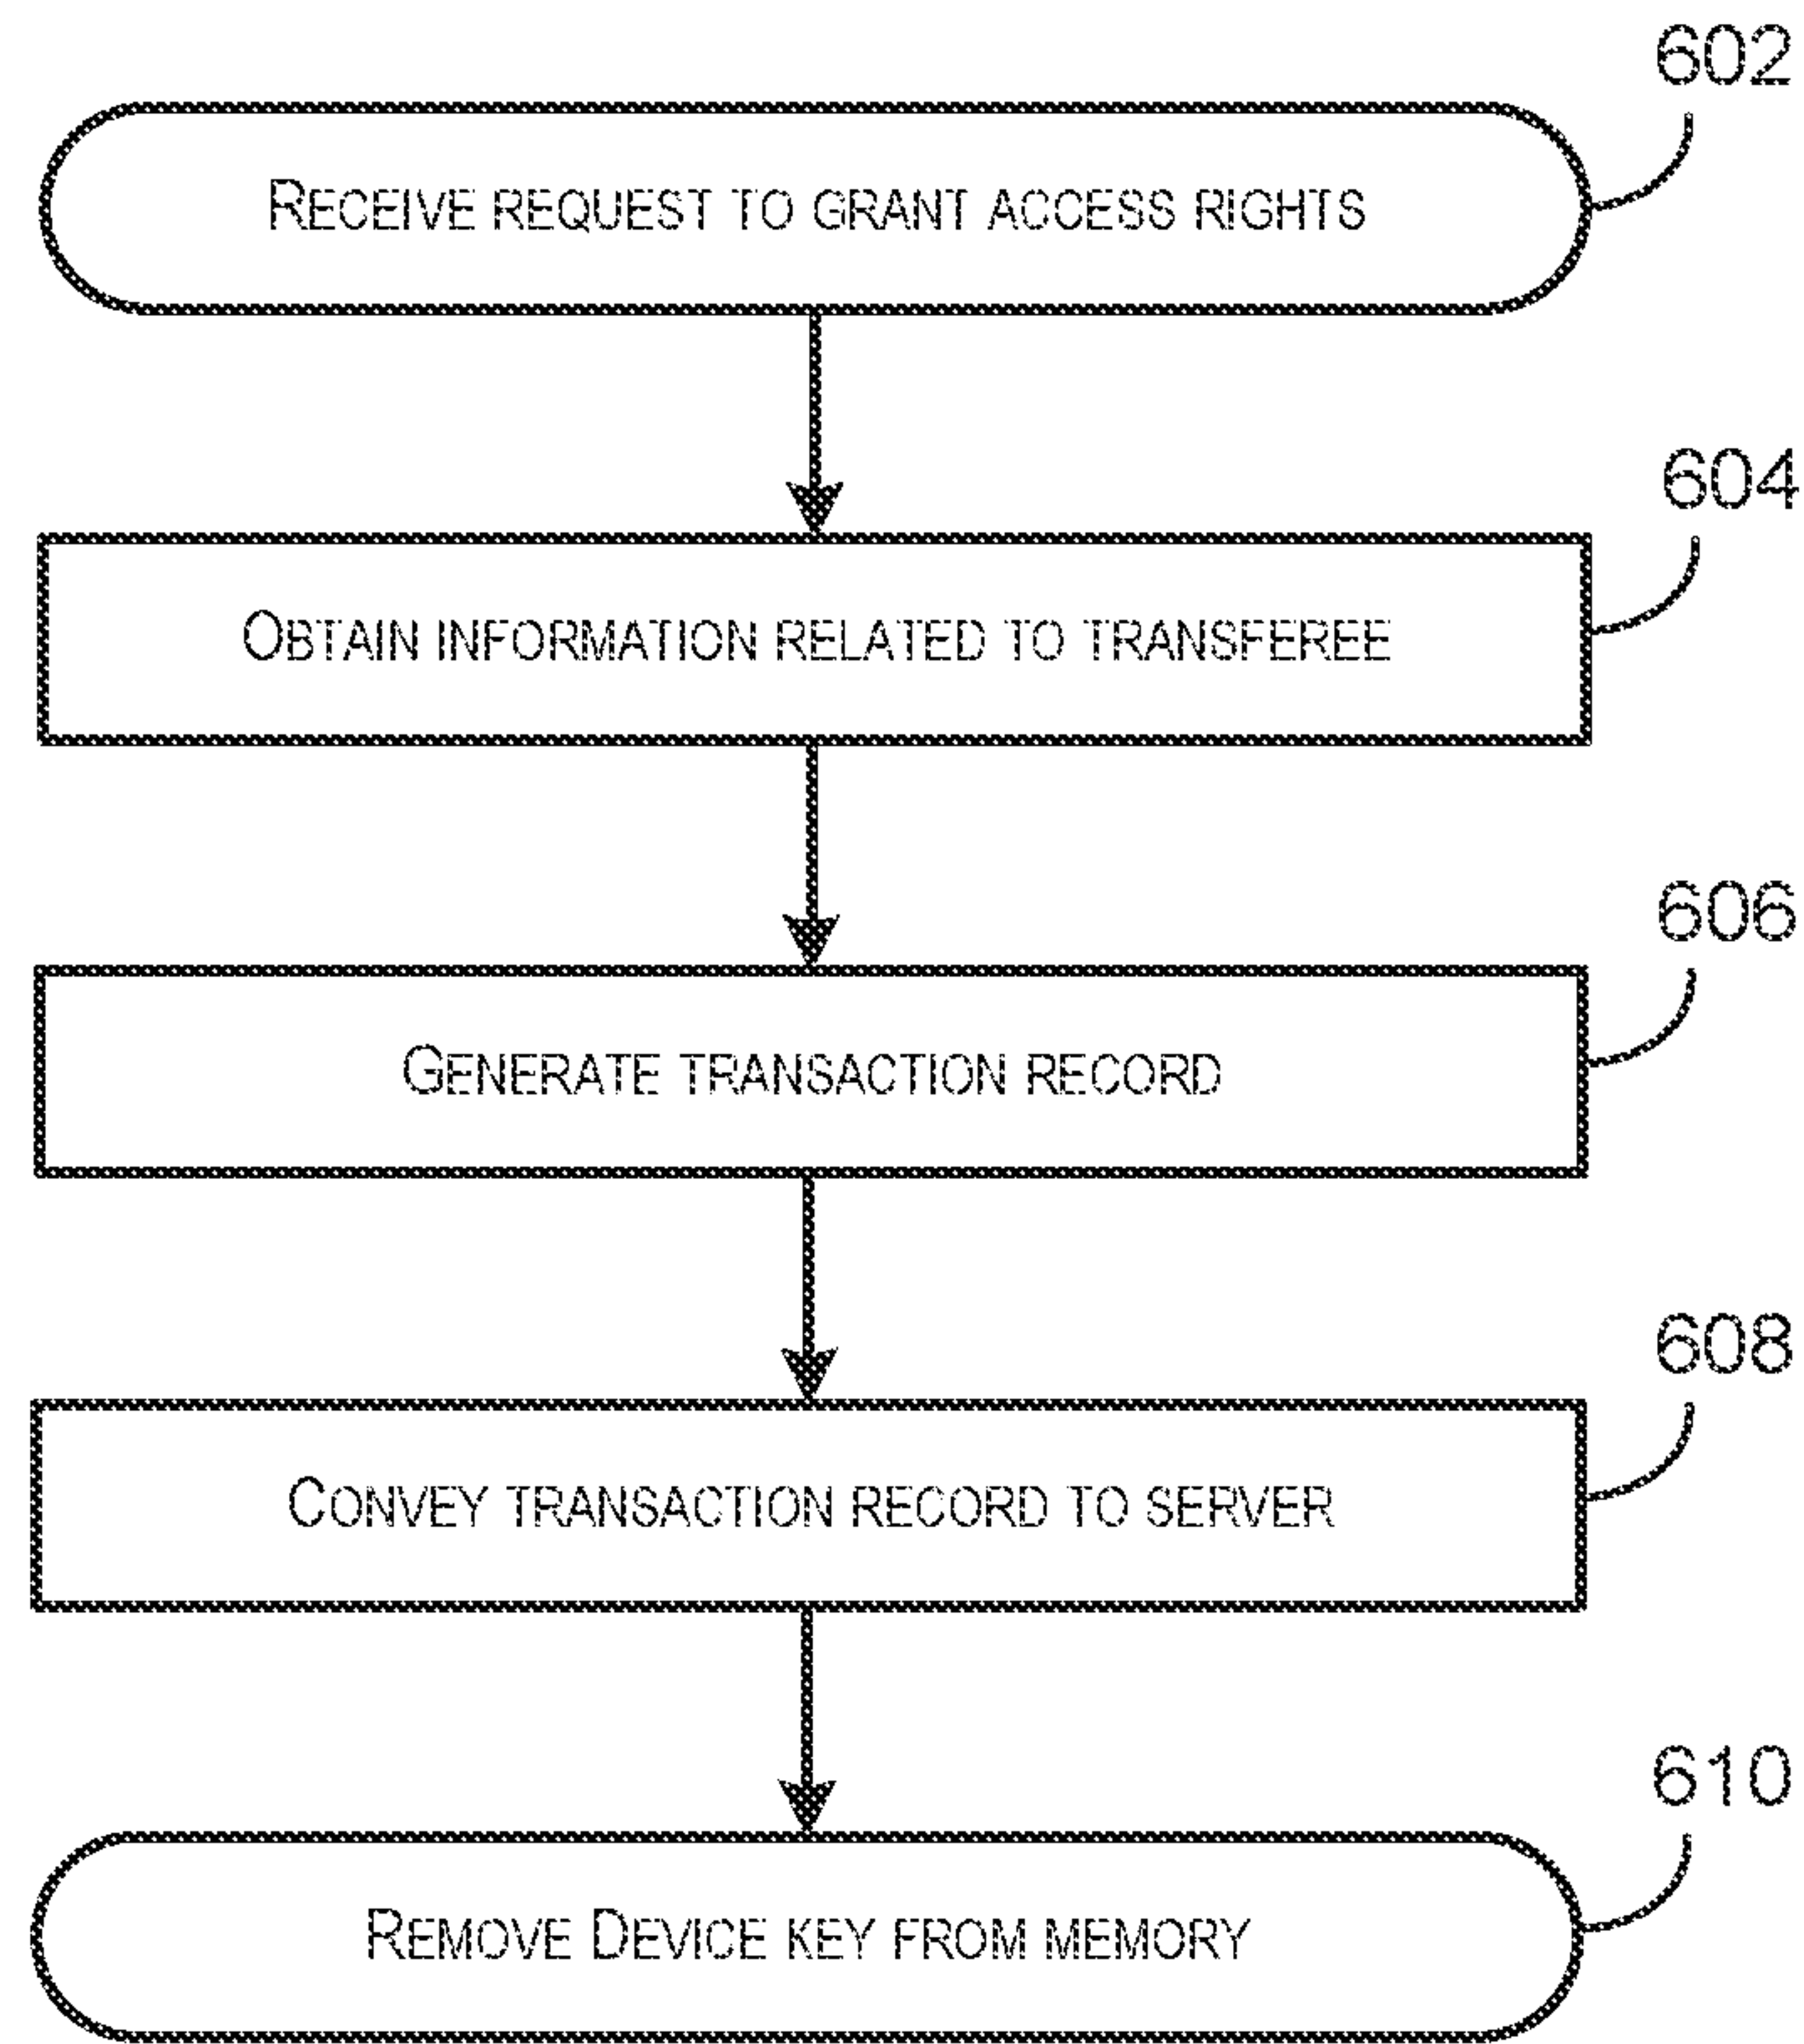 602
RECEIVE REQUEST TO GRANT ACCESS RIGHTS
604
OBTAIN INFORMATION RELATED TO TRANSFEREE
606
GENERATE TRANSACTION RECORD
608
CONVEY TRANSACTION RECORD TO SERVER
610
REMOVE DEVICE KEY FROM MEMORY